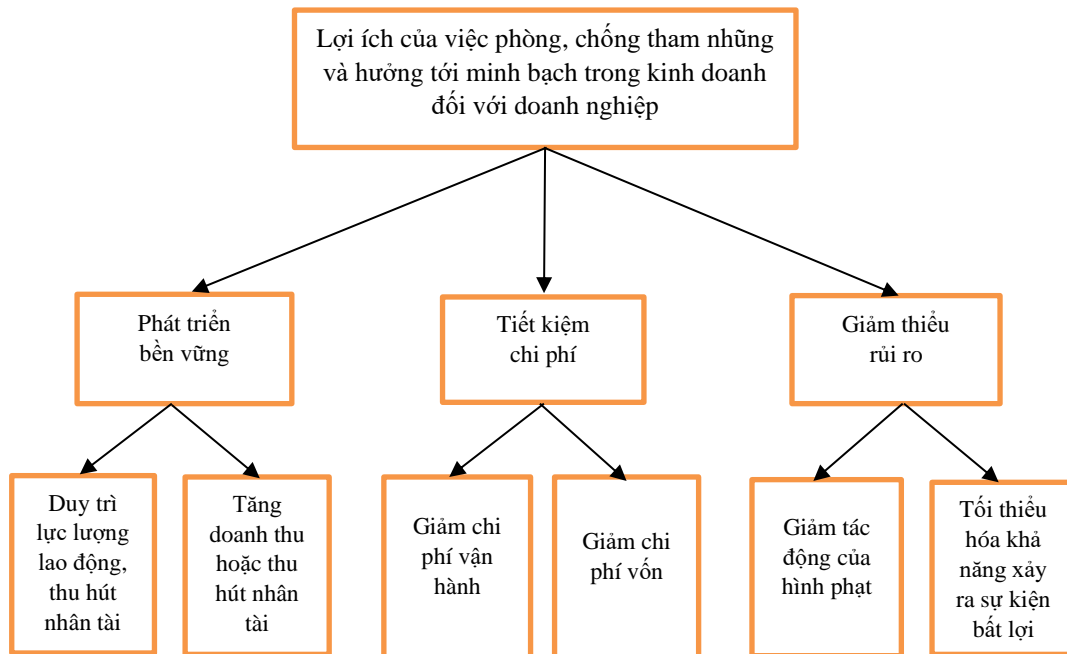 Lợi ích của việc phòng, chống tham nhũng
và hưởng tới minh bạch trong kinh doanh
đối với doanh nghiệp
Phát triển
bền vững
Tiết kiệm
chi phí
Giảm thiểu
rủi ro
Duy trì
lực lượng
lao động,
thu hút
nhân tài
Tăng
doanh thu
hoặc thu
hút nhân
tài
Giảm chi
phí vận
hành
Giảm chi
phí vốn
Giảm tác
động của
hình phạt
Tối thiểu
hóa khả
năng xảy
ra sự kiện
bất lợi